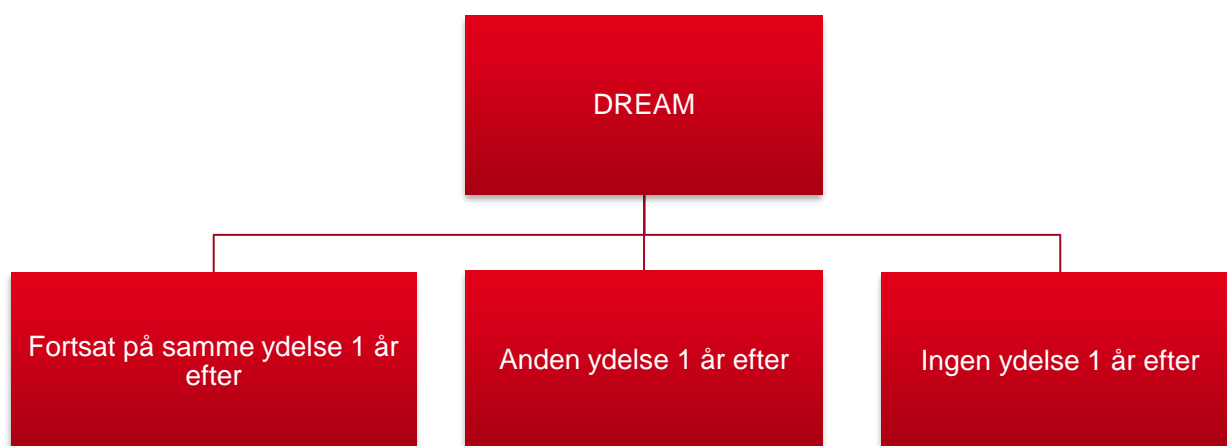 DREAM
Fortsat på samme ydelse 1 år
efter
Anden ydelse 1 år efter
Ingen ydelse 1 år efter